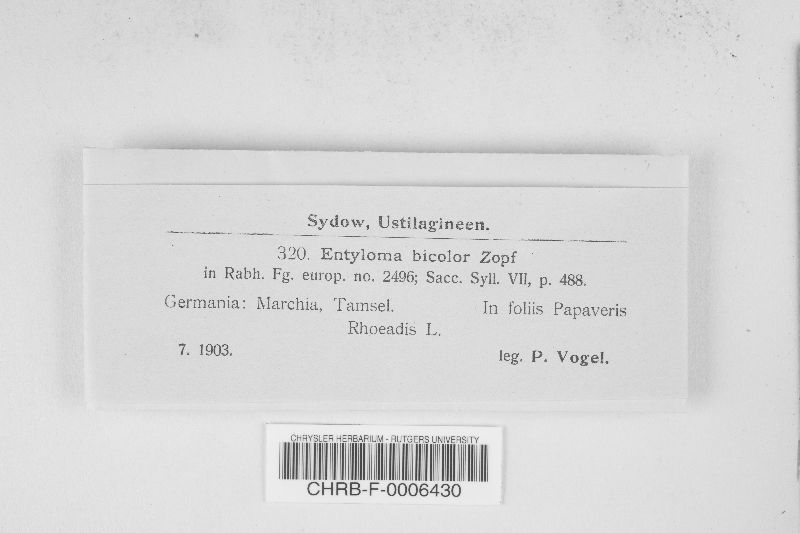 Sydow, Ustilagineen.
320. Entyloma bicolor Zopf
in Rabh. Fg. europ. no. 2496; Sacc. Syll. VII, p. 488.
Germania: Marchia, Tamsel. In foliis Papaveris
Rhoeadis L.
7. 1903. leg. P. Vogel.
CHRYSLER HERBARIUM - RUTGERS UNIVERSITY
CHRB-F-0006430